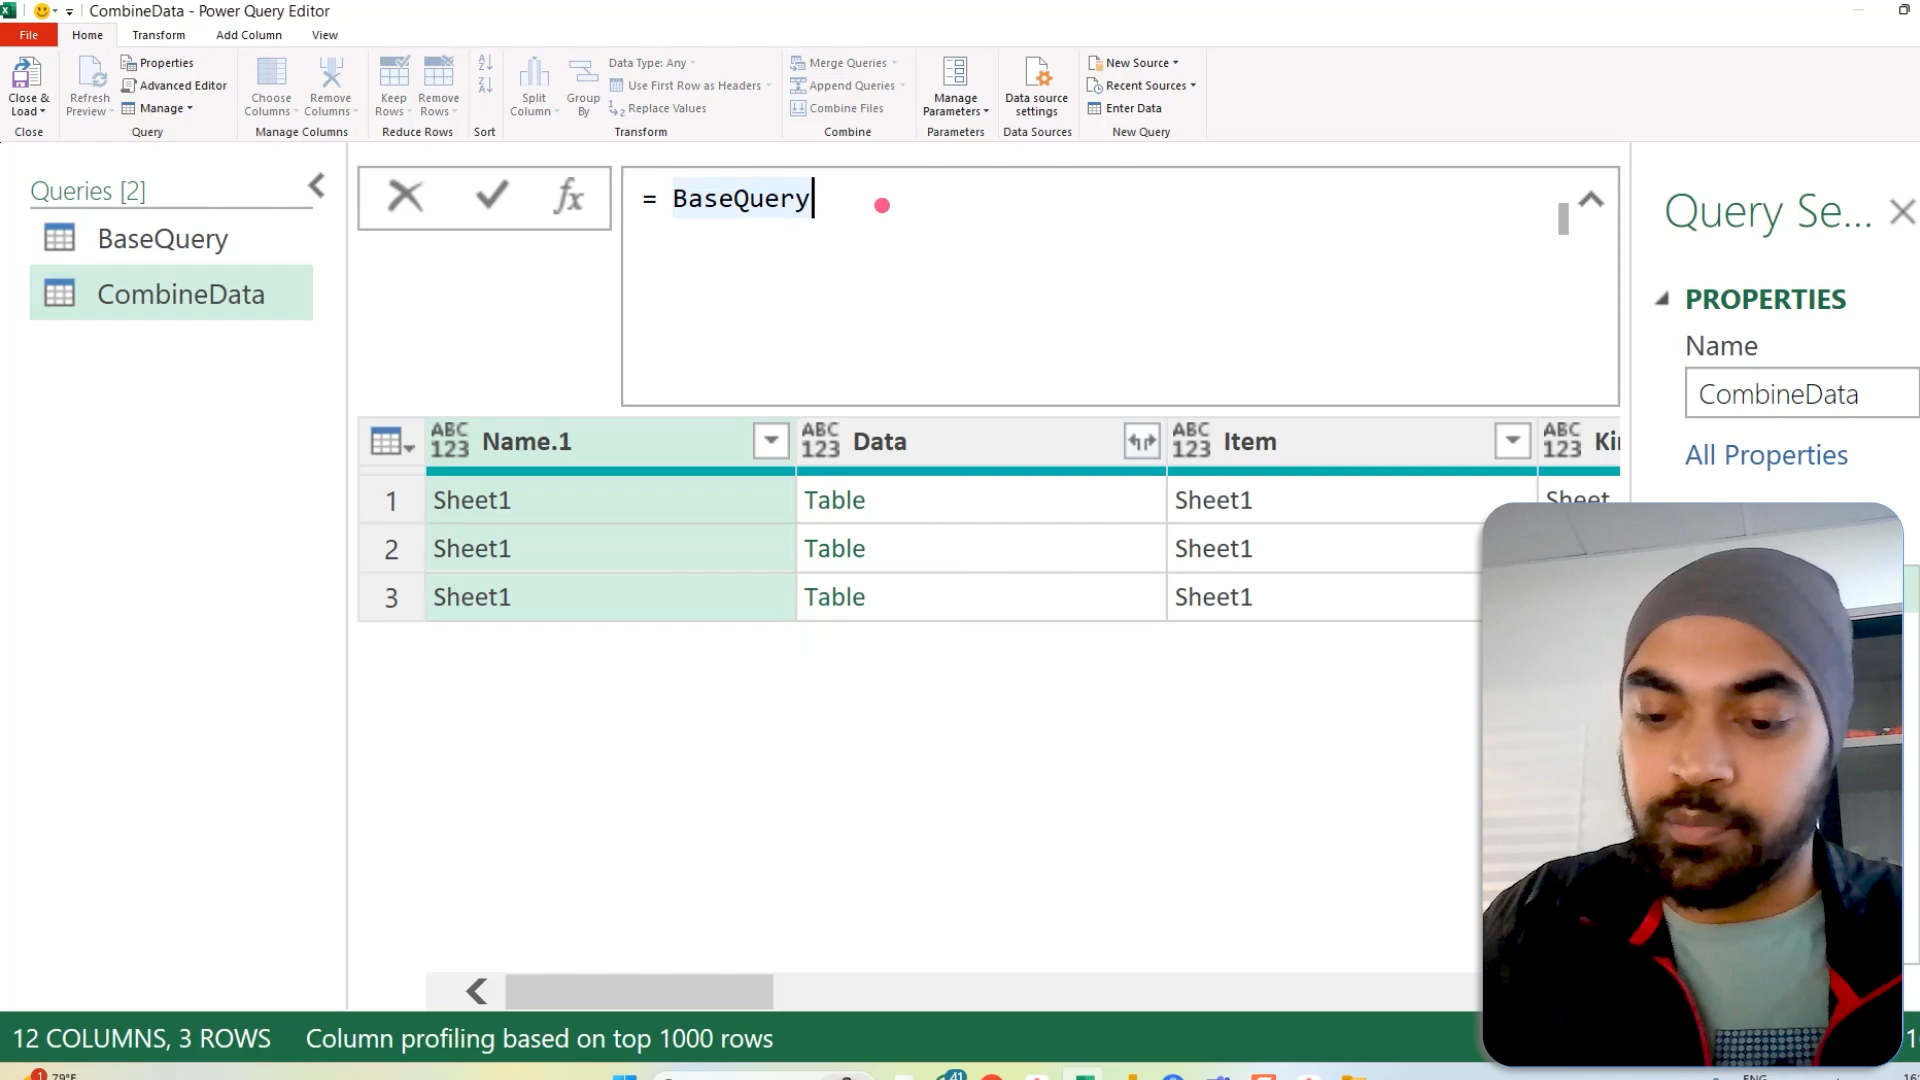 CombineData - Power Query Editor
File Home Transform Add Column View
Close & Load
Close
Refresh Preview
Properties
Advanced Editor
Manage
Query
Choose Columns
Remove Columns
Manage Columns
Keep Rows
Remove Rows
Reduce Rows
Sort
Split Column
Group By
Data Type: Any
Use First Row as Headers
Replace Values
Transform
Merge Queries
Append Queries
Combine Files
Combine
Manage Parameters
Parameters
Data source settings
Data Sources
New Source
Recent Sources
Enter Data
New Query
Queries [2]
BaseQuery
CombineData
fx
= BaseQuery
ABC 123 Name.1 ABC 123 Data ABC 123 Item ABC 123
1 Sheet1 Table Sheet1 Sheet
2 Sheet1 Table Sheet1
3 Sheet1 Table Sheet1
Query Se...
PROPERTIES
Name
CombineData
All Properties
12 COLUMNS, 3 ROWS Column profiling based on top 1000 rows
79°F
41